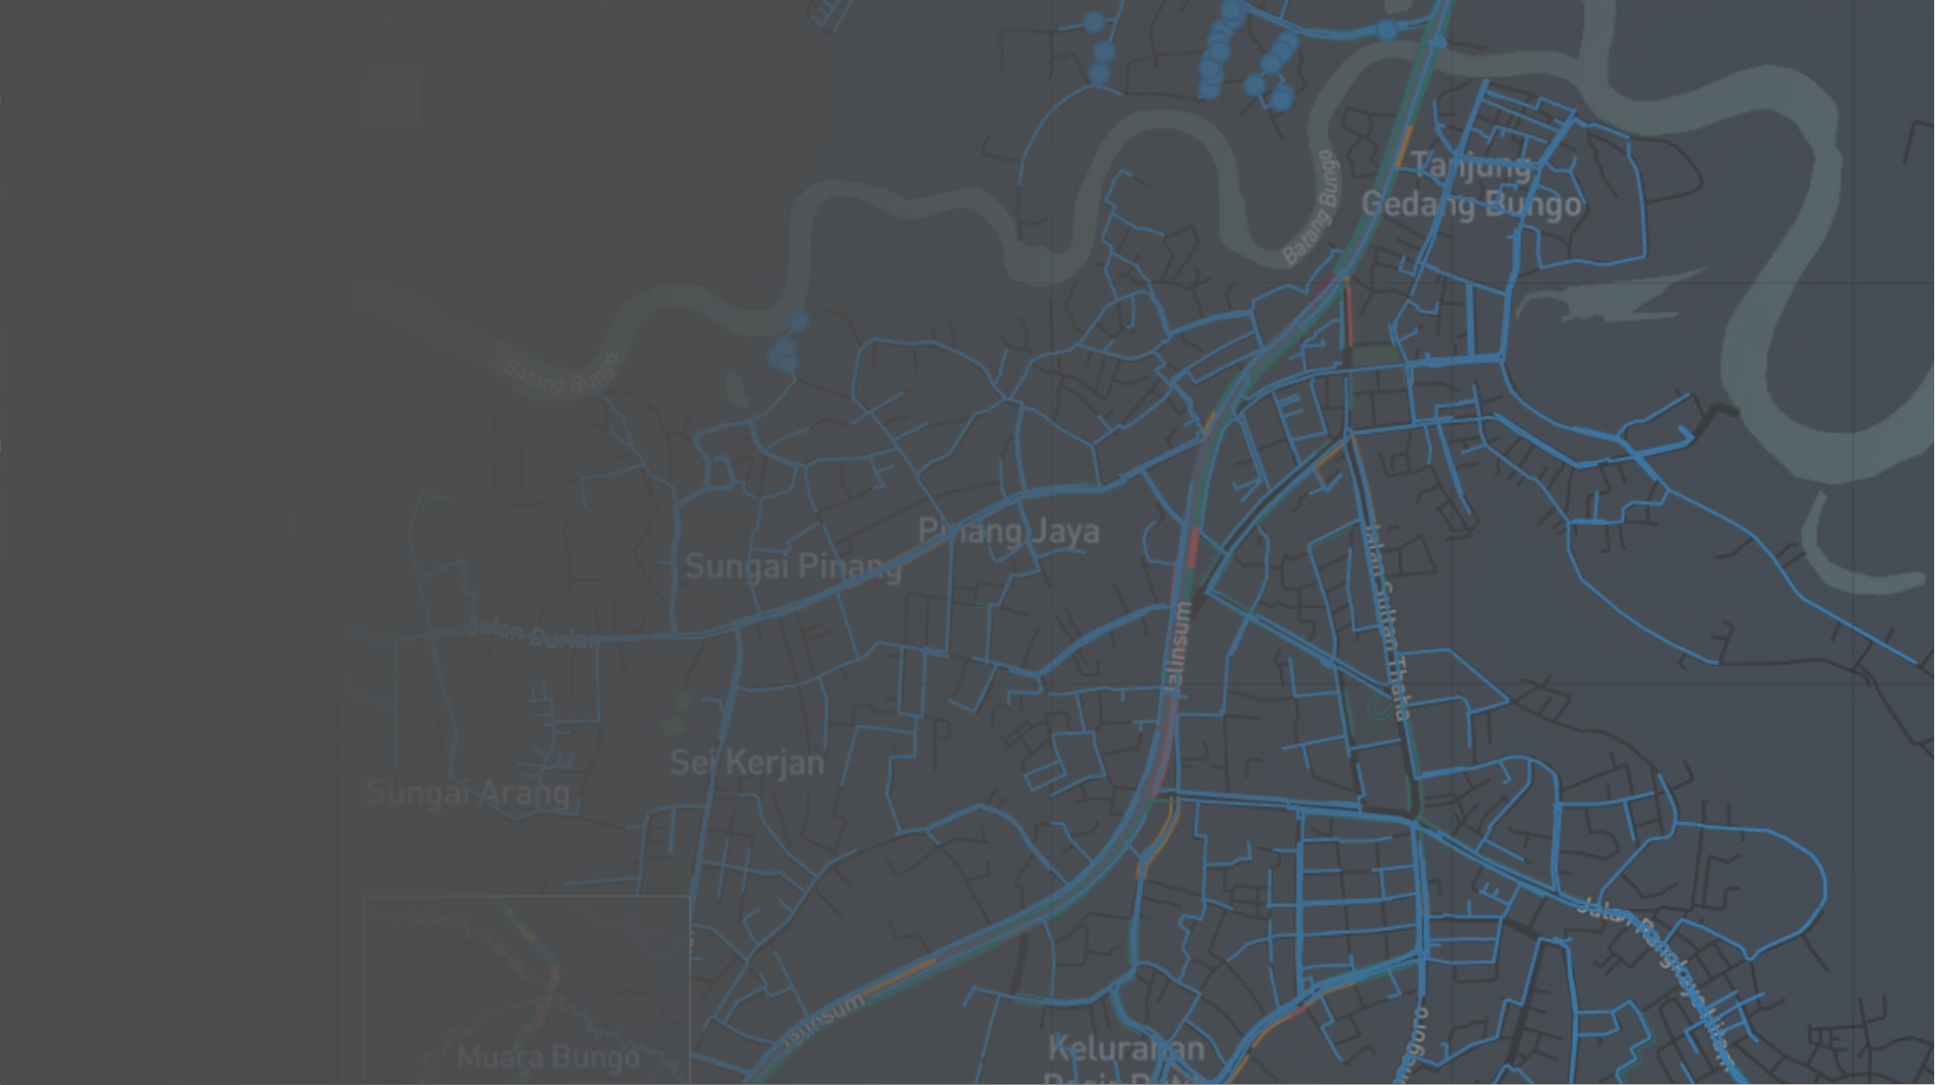 Batang Bungo
Tanjung
Gedang Bungo
Batang Bungo
Pinang Jaya
Sungai Pinang
Jalan Durian
Jalinsum
Jalan Sultan Thaha
Sei Kerjan
Sungai Arang
Jalinsum
Muara Bungo
Kelurahan